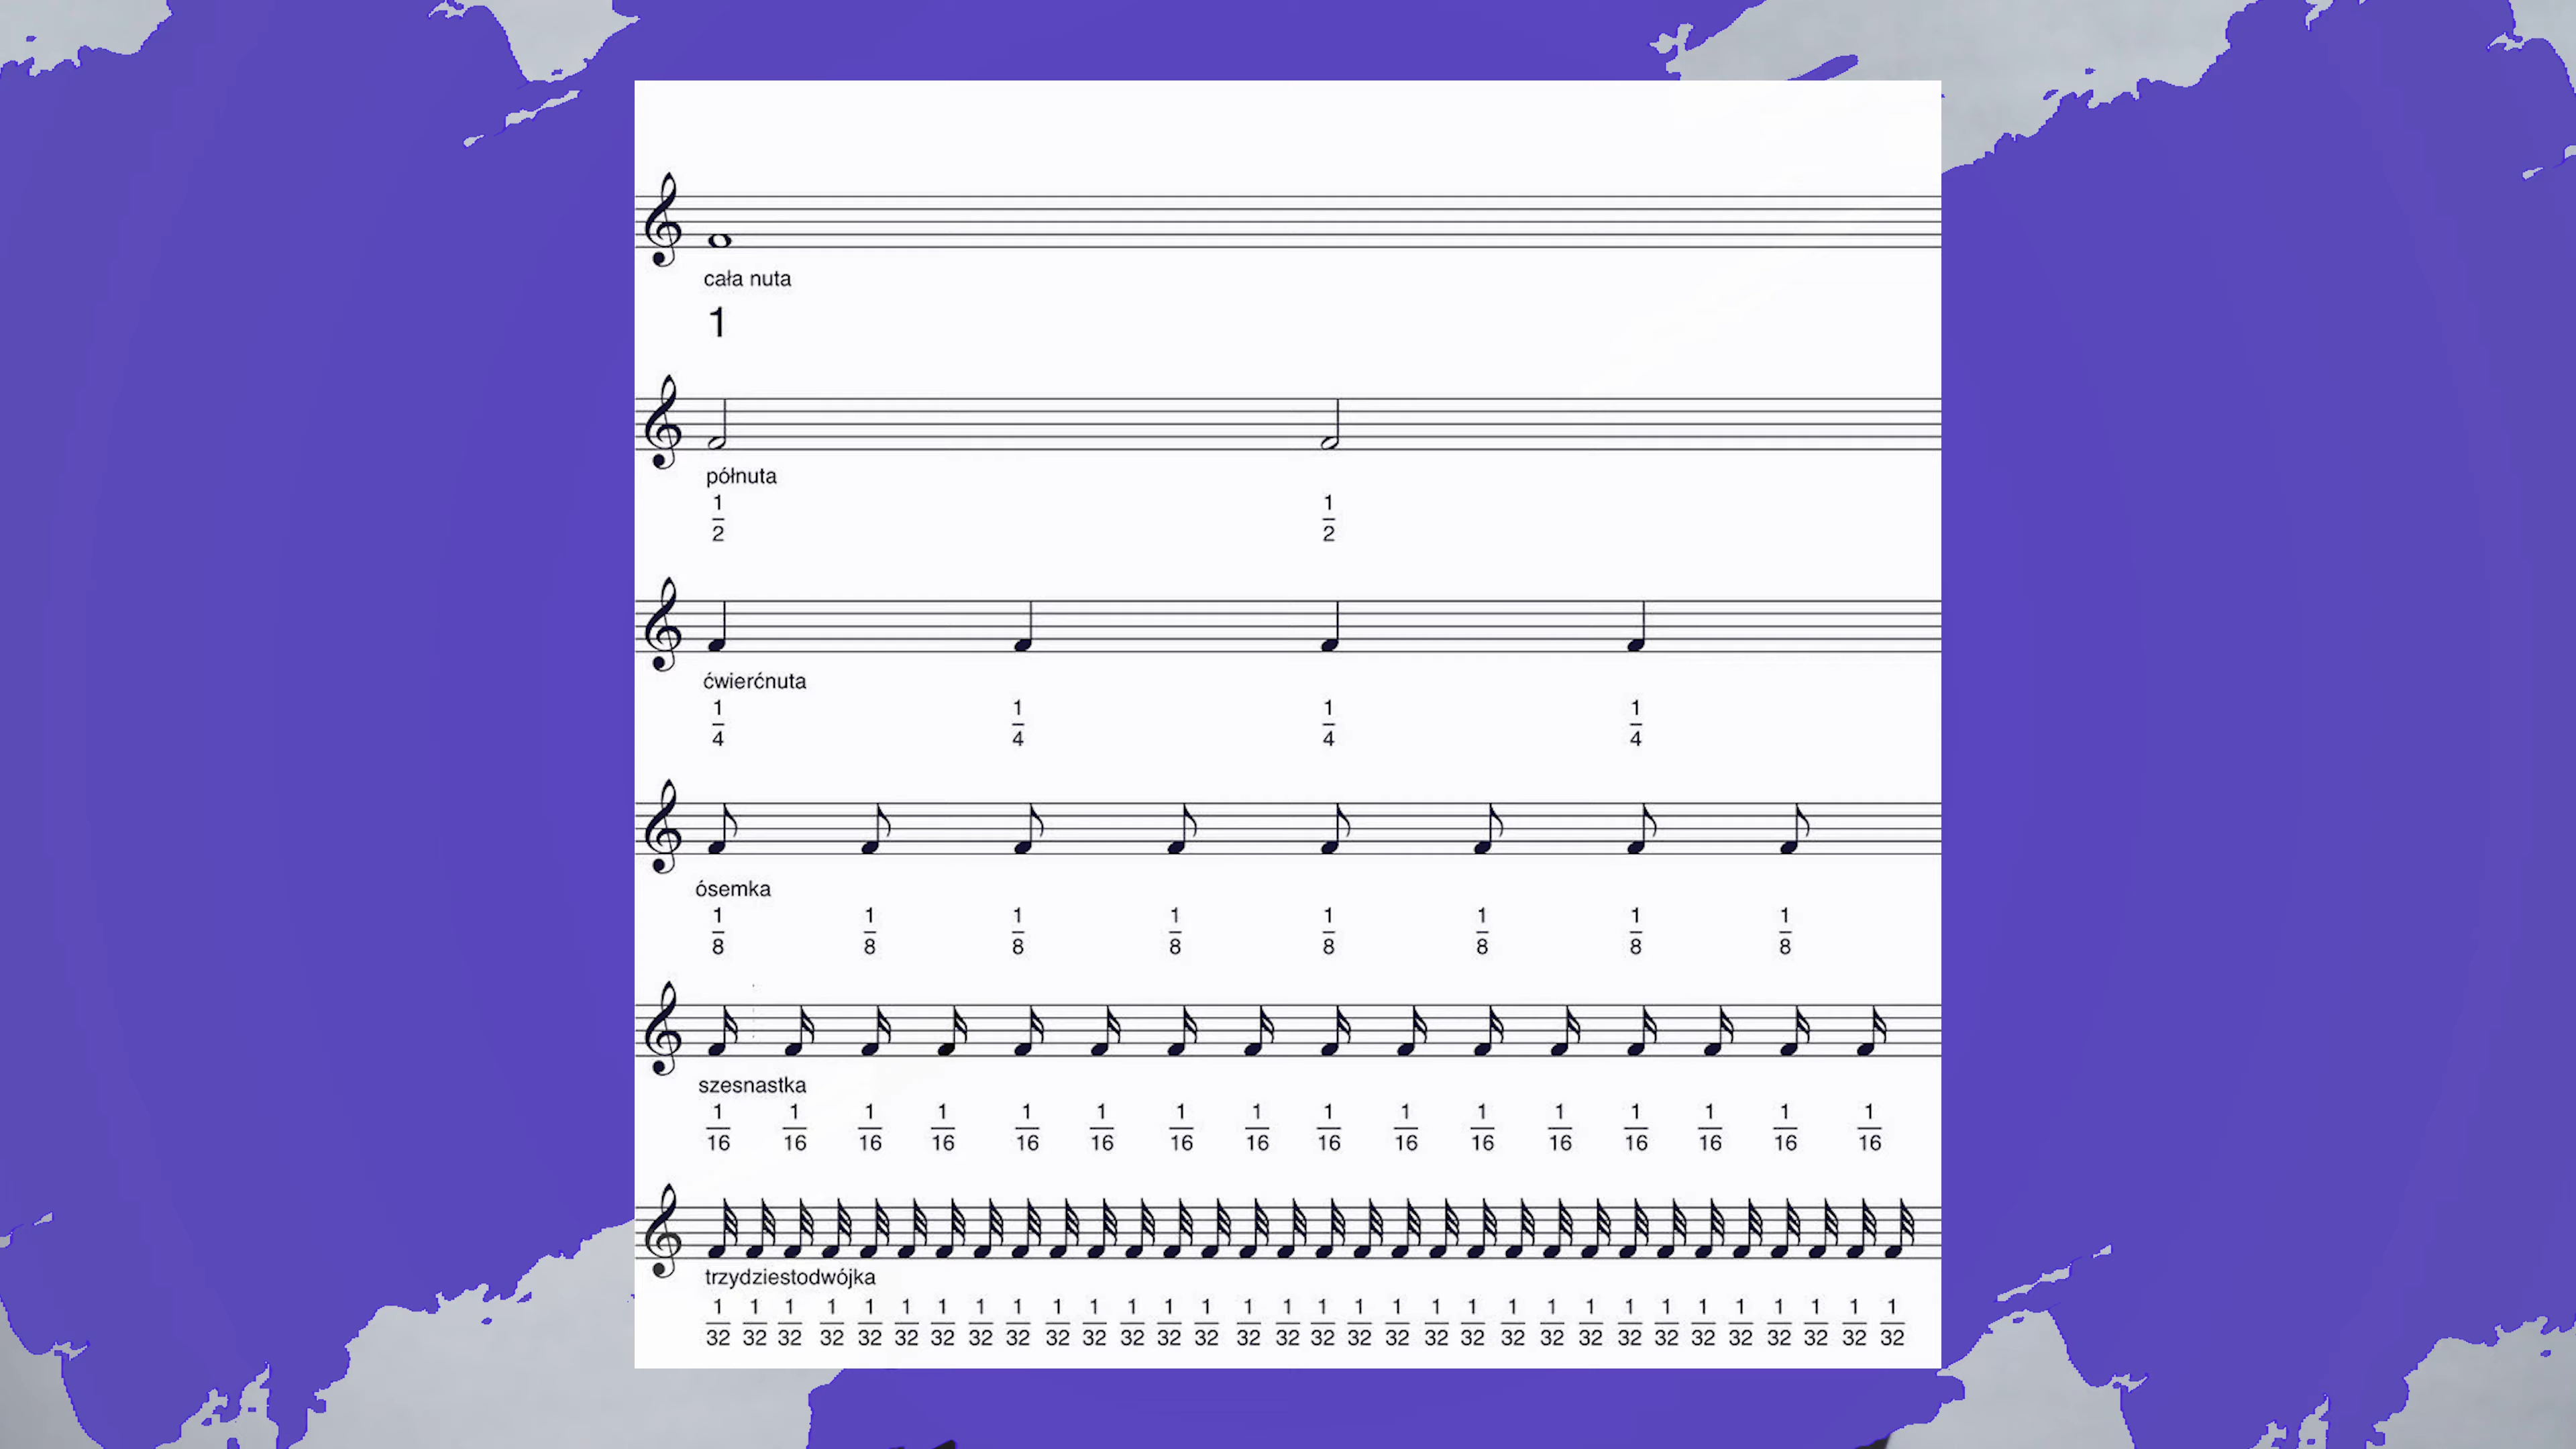 cała nuta
1
półnuta
1/2 1/2
ćwierćnuta
1/4 1/4 1/4 1/4
ósemka
1/8 1/8 1/8 1/8 1/8 1/8 1/8 1/8
szesnastka
1/16 1/16 1/16 1/16 1/16 1/16 1/16 1/16 1/16 1/16 1/16 1/16 1/16 1/16 1/16 1/16
trzydziestodwójka
1/32 1/32 1/32 1/32 1/32 1/32 1/32 1/32 1/32 1/32 1/32 1/32 1/32 1/32 1/32 1/32 1/32 1/32 1/32 1/32 1/32 1/32 1/32 1/32 1/32 1/32 1/32 1/32 1/32 1/32 1/32 1/32